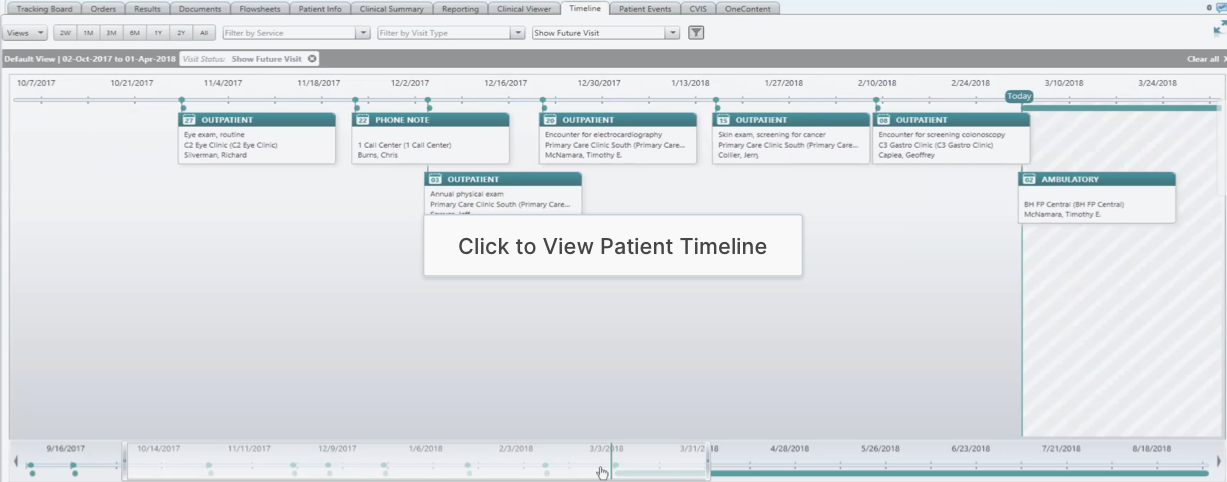 Tracking Board Orders Results Documents Flowsheets Patient Info Clinical Summary Reporting Clinical Viewer Timeline Patient Events CVIS OneContent 0
Views 2W 1M 3M 6M 1Y 2Y All Filter by Service Filter by Visit Type Show Future Visit
Default View | 02-Oct-2017 to 01-Apr-2018 Visit Status: Show Future Visit Clear all
10/7/2017 10/21/2017 11/4/2017 11/18/2017 12/2/2017 12/16/2017 12/30/2017 1/13/2018 1/27/2018 2/10/2018 2/24/2018 3/10/2018 3/24/2018
Today
27 OUTPATIENT
Eye exam, routine
C2 Eye Clinic (C2 Eye Clinic)
Silverman, Richard
22 PHONE NOTE
1 Call Center (1 Call Center)
Burns, Chris
20 OUTPATIENT
Encounter for electrocardiography
Primary Care Clinic South (Primary Care...
McNamara, Timothy E.
15 OUTPATIENT
Skin exam, screening for cancer
Primary Care Clinic South (Primary Care...
Collier, Jerry
08 OUTPATIENT
Encounter for screening colonoscopy
C3 Gastro Clinic (C3 Gastro Clinic)
Caplea, Geoffrey
03 OUTPATIENT
Annual physical exam
Primary Care Clinic South (Primary Care...
02 AMBULATORY
BH FP Central (BH FP Central)
McNamara, Timothy E.
Click to View Patient Timeline
9/16/2017 10/14/2017 11/11/2017 12/9/2017 1/6/2018 2/3/2018 3/3/2018 3/31/2018 4/28/2018 5/26/2018 6/23/2018 7/21/2018 8/18/2018